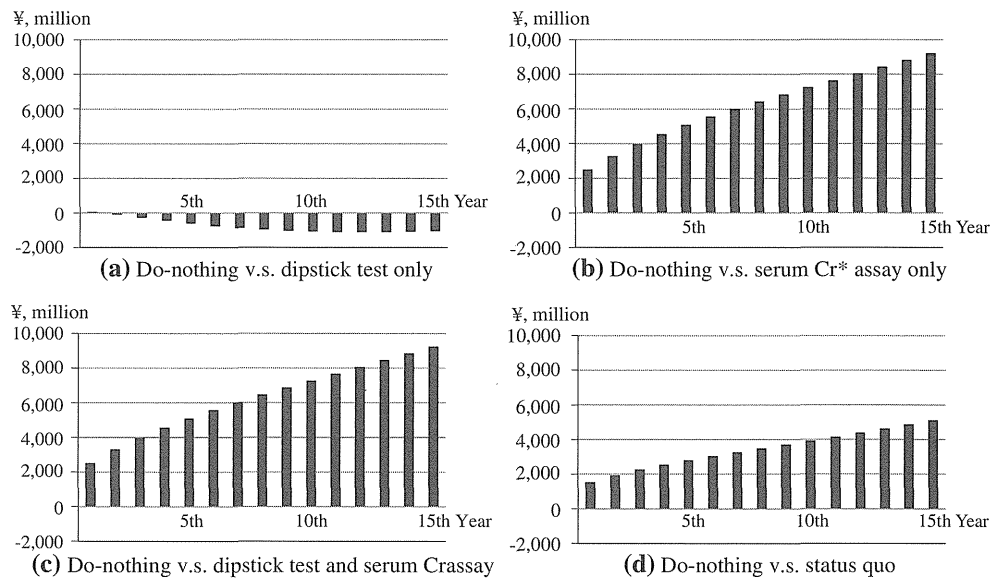 ¥, million
10,000
8,000
6,000
4,000
2,000
0
-2,000
5th 10th 15th Year
(a) Do-nothing v.s. dipstick test only
¥, million
10,000
8,000
6,000
4,000
2,000
0
-2,000
5th 10th 15th Year
(b) Do-nothing v.s. serum Cr* assay only
¥, million
10,000
8,000
6,000
4,000
2,000
0
-2,000
5th 10th 15th Year
(c) Do-nothing v.s. dipstick test and serum Crassay
¥, million
10,000
8,000
6,000
4,000
2,000
0
-2,000
5th 10th 15th Year
(d) Do-nothing v.s. status quo